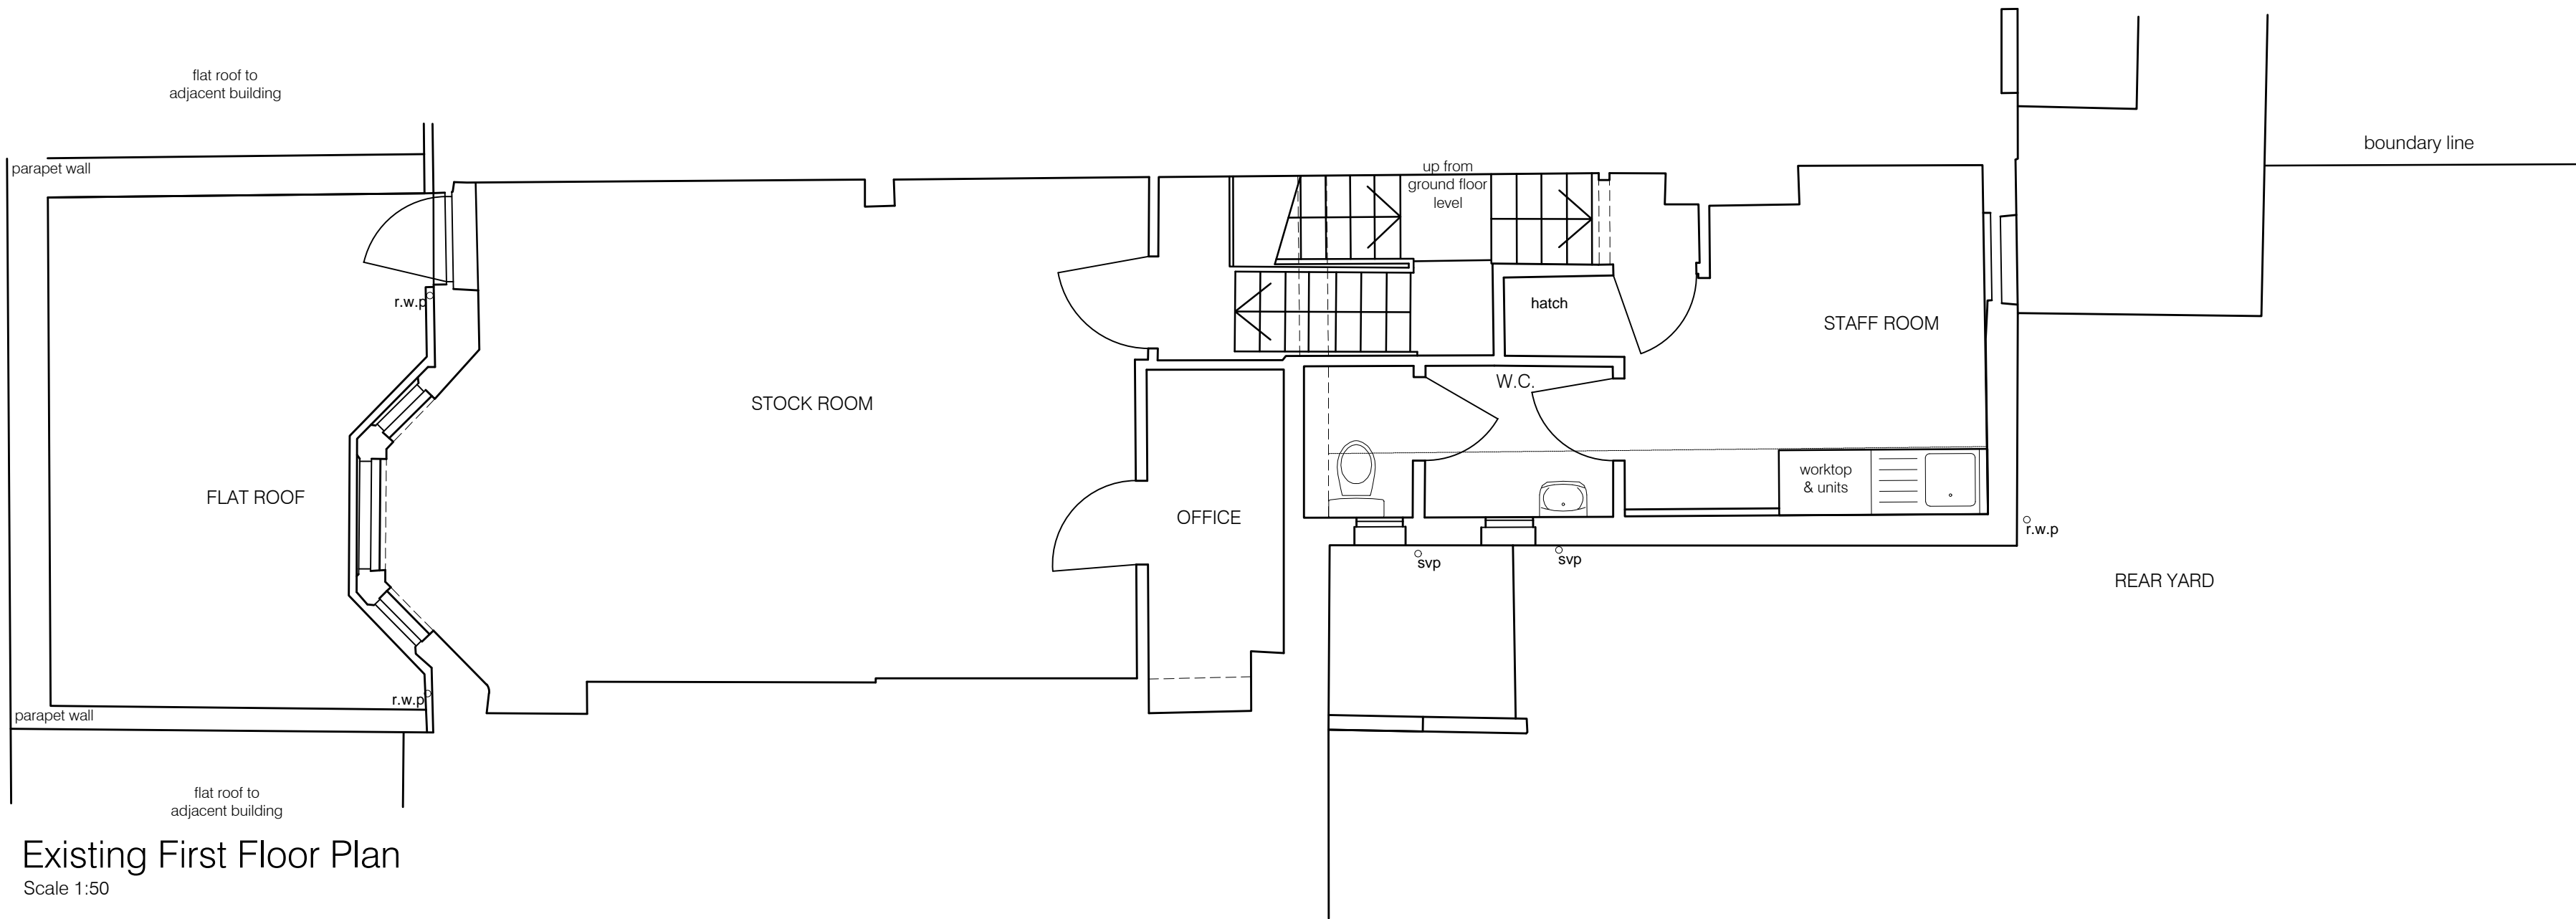 flat roof to
adjacent building
parapet wall
boundary line
up from
ground floor
level
r.w.p
hatch
STAFF ROOM
W.C.
STOCK ROOM
worktop
& units
FLAT ROOF
OFFICE
r.w.p
svp
svp
REAR YARD
r.w.p
parapet wall
flat roof to
adjacent building
Existing First Floor Plan
Scale 1:50